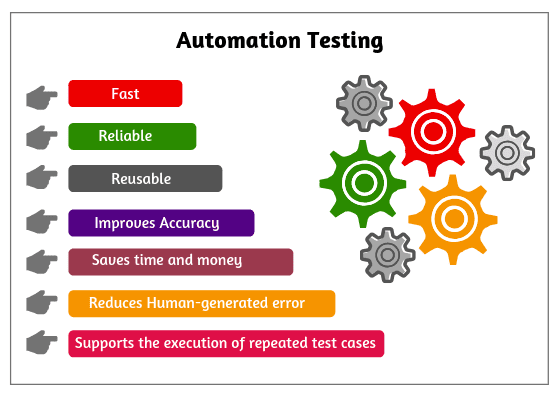 Automation Testing
Fast
Reliable
Reusable
Improves Accuracy
Saves time and money
Reduces Human-generated error
Supports the execution of repeated test cases